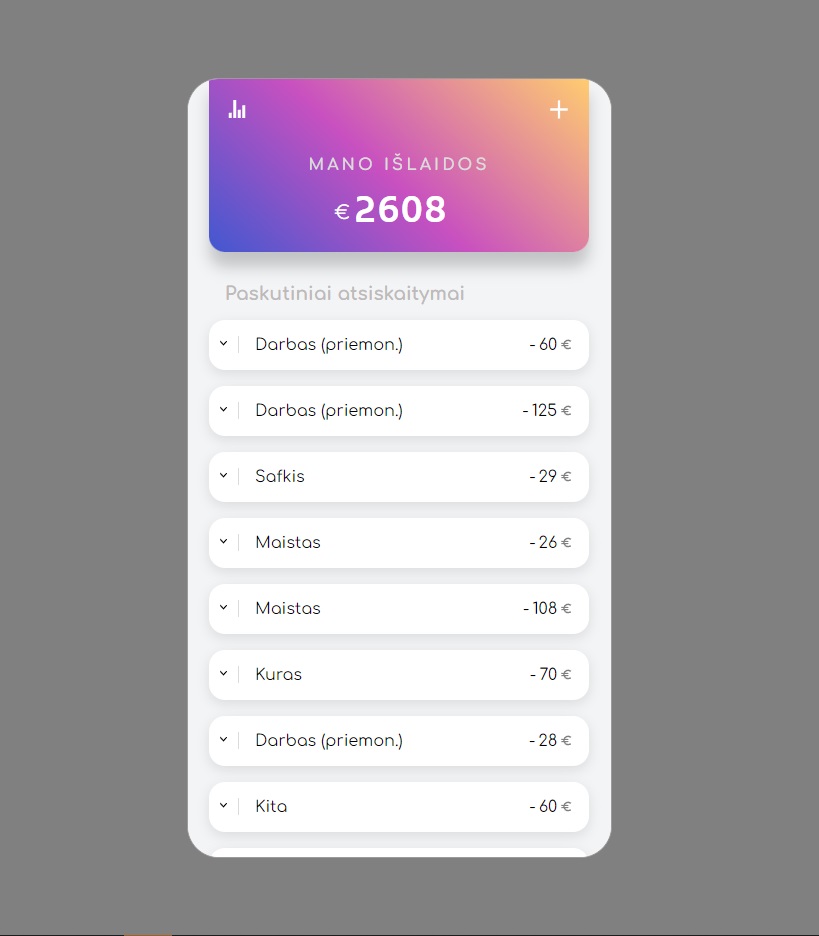 MANO IŠLAIDOS
€2608
Paskutiniai atsiskaitymai
Darbas (priemon.) - 60 €
Darbas (priemon.) - 125 €
Safkis - 29 €
Maistas - 26 €
Maistas - 108 €
Kuras - 70 €
Darbas (priemon.) - 28 €
Kita - 60 €